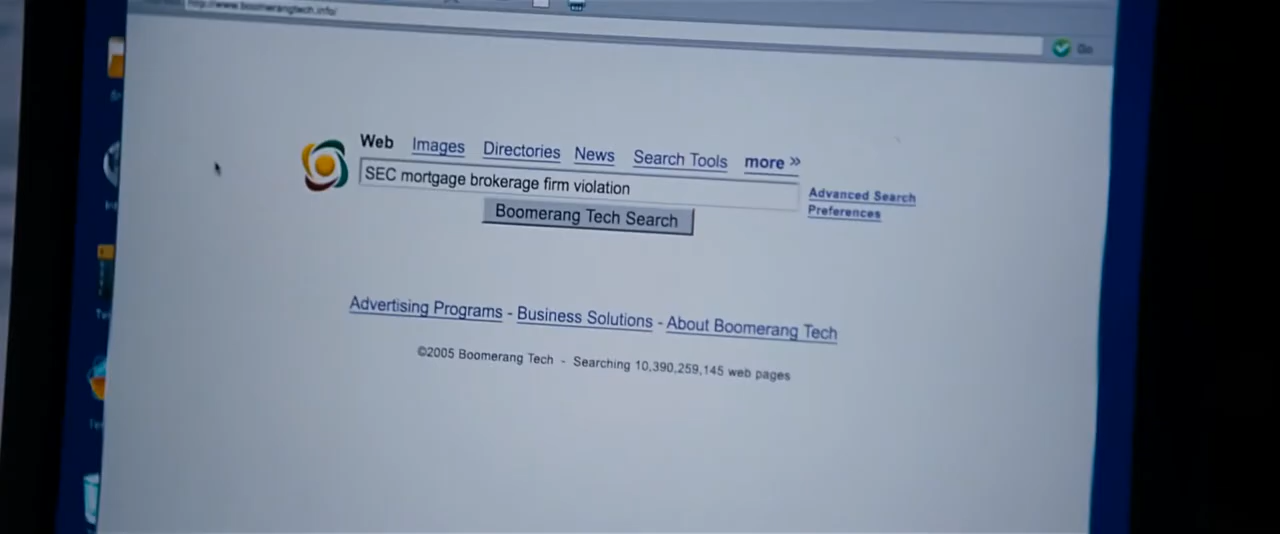 http://www.boomerangtech.info/
Go
Web Images Directories News Search Tools more »
SEC mortgage brokerage firm violation
Advanced Search
Preferences
Boomerang Tech Search
Advertising Programs - Business Solutions - About Boomerang Tech
©2005 Boomerang Tech - Searching 10,390,259,145 web pages